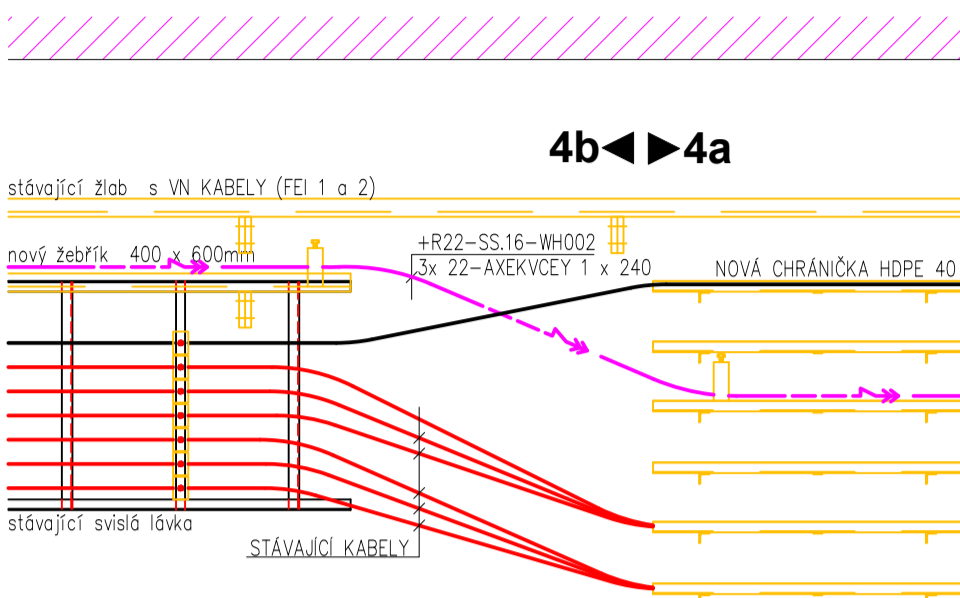 4b◄ ►4a
stávající žlab s VN KABELY (FEI 1 a 2)
nový žebřík 400 x 600mm
+R22-SS.16-WH002
3x 22-AXEKVCEY 1 x 240
NOVÁ CHRÁNIČKA HDPE 40
stávající svislá lávka
STÁVAJÍCÍ KABELY